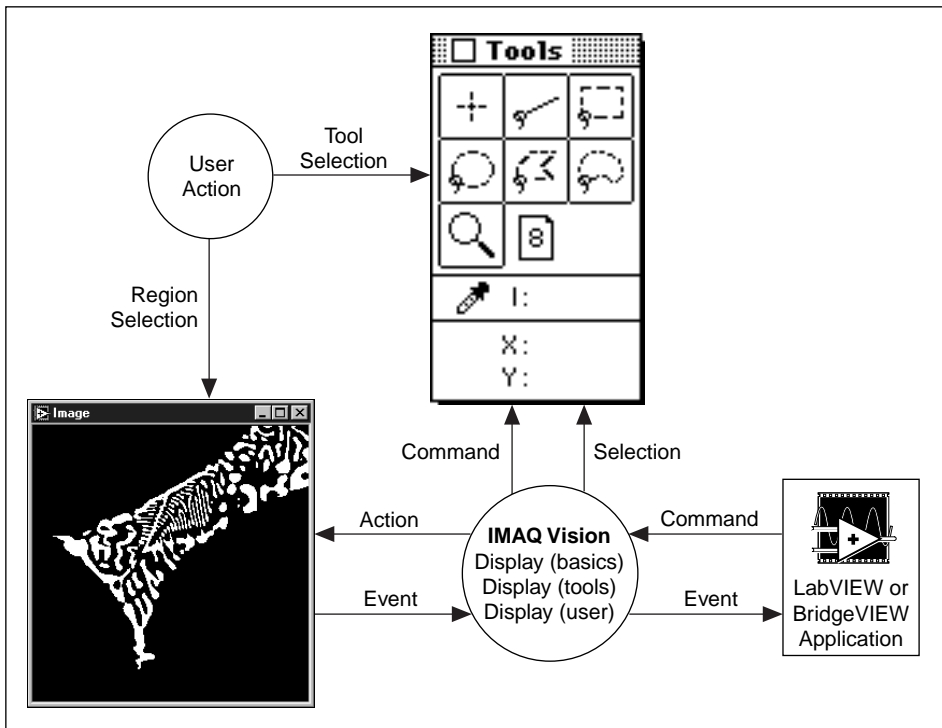 Tools
8
I:
X:
Y:
User
Action
Tool
Selection
Region
Selection
Image
Command
Selection
Action
Event
IMAQ Vision
Display (basics)
Display (tools)
Display (user)
Command
Event
LabVIEW or
BridgeVIEW
Application